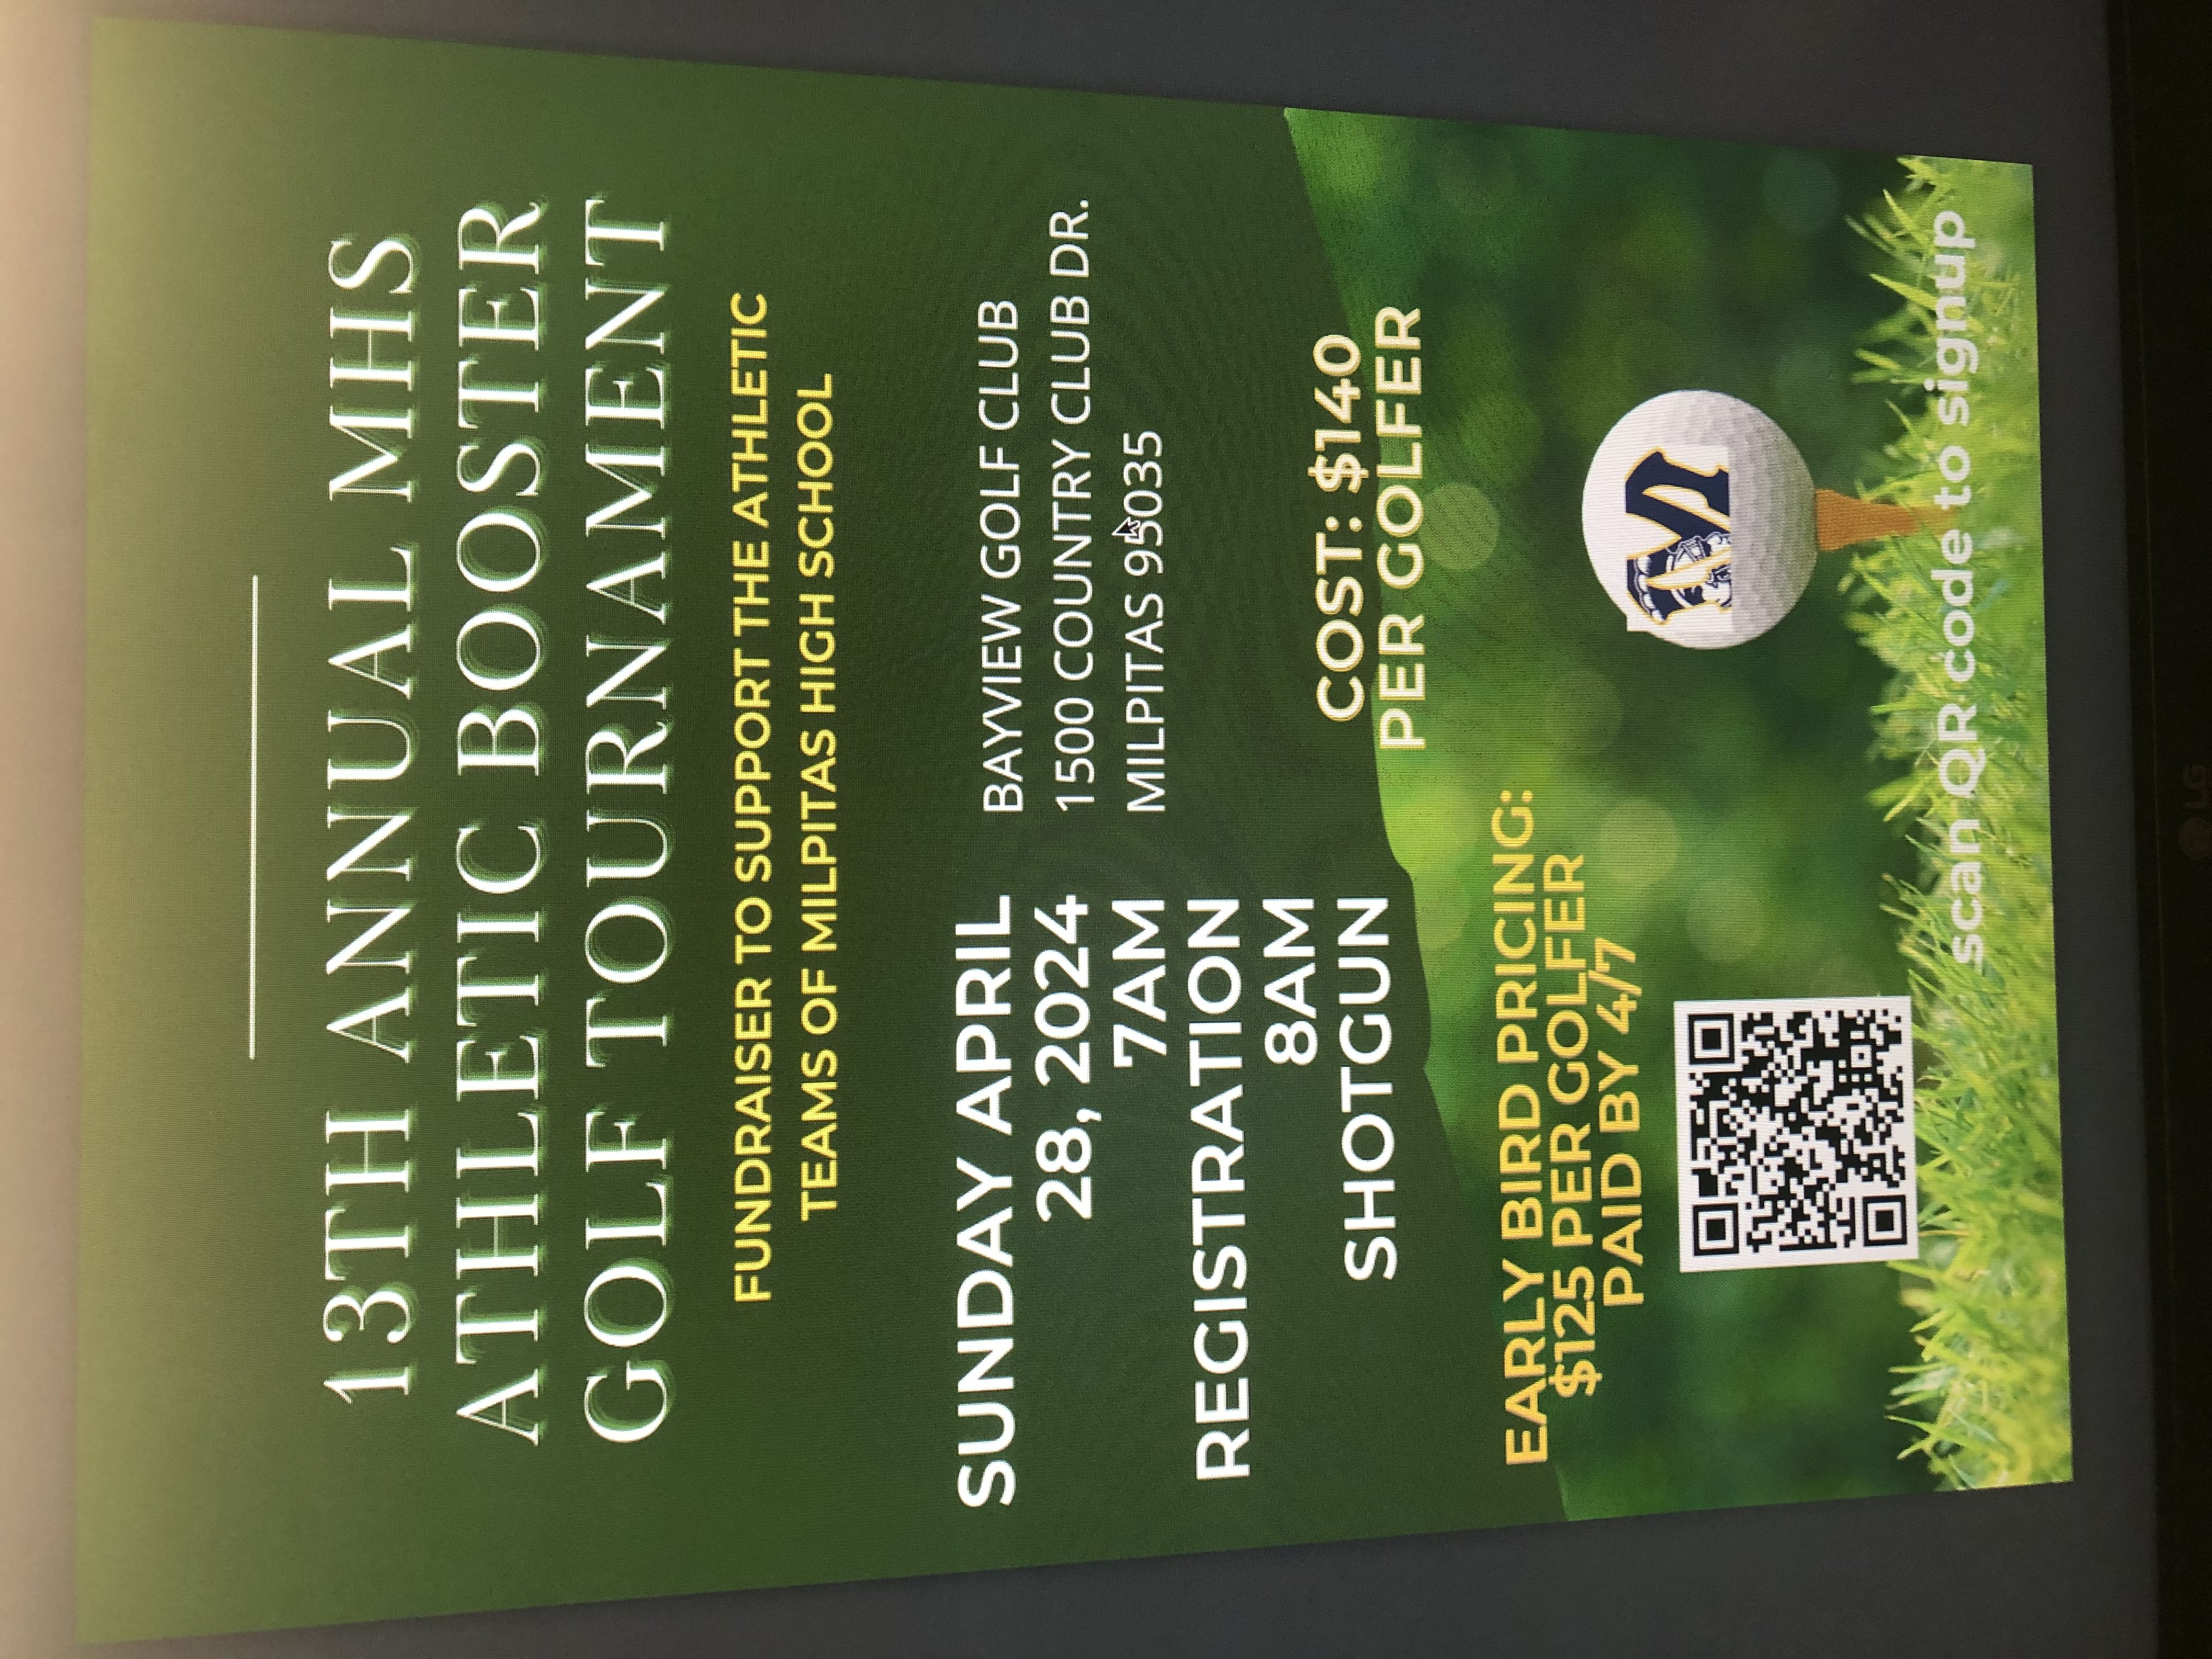 13TH ANNUAL MHS
ATHLETIC BOOSTER
GOLF TOURNAMENT
FUNDRAISER TO SUPPORT THE ATHLETIC
TEAMS OF MILPITAS HIGH SCHOOL
SUNDAY APRIL
28, 2024
7AM
REGISTRATION
8AM
SHOTGUN
BAYVIEW GOLF CLUB
1500 COUNTRY CLUB DR.
MILPITAS 95035
COST: $140
PER GOLFER
EARLY BIRD PRICING:
$125 PER GOLFER
PAID BY 4/7
M
scan QR code to signup
LG